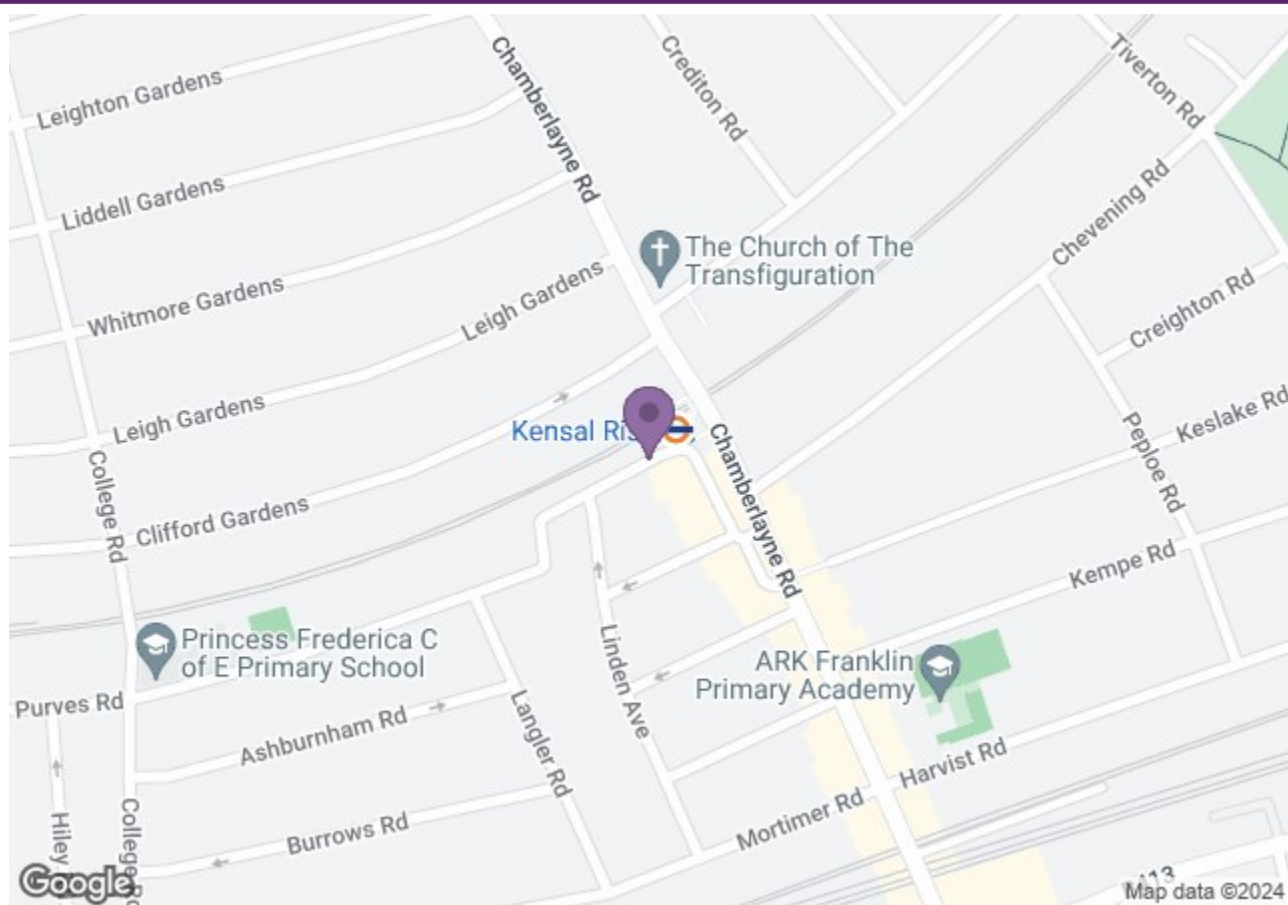 Leighton Gardens
Chamberlayne Rd
Crediton Rd
Tiverton Rd
Liddell Gardens
Chevening Rd
The Church of The
Transfiguration
Whitmore Gardens
Leigh Gardens
Creighton Rd
Leigh Gardens
Kensal
Keslake Rd
Peploe Rd
College Rd
Clifford Gardens
Chamberlayne Rd
Kempe Rd
Princess Frederica C
of E Primary School
Linden Ave
ARK Franklin
Primary Academy
Purves Rd
Ashburnham Rd
Langler Rd
Harvist Rd
Mortimer Rd
Hiley
College
Burrows Rd
Google
Map data ©2024